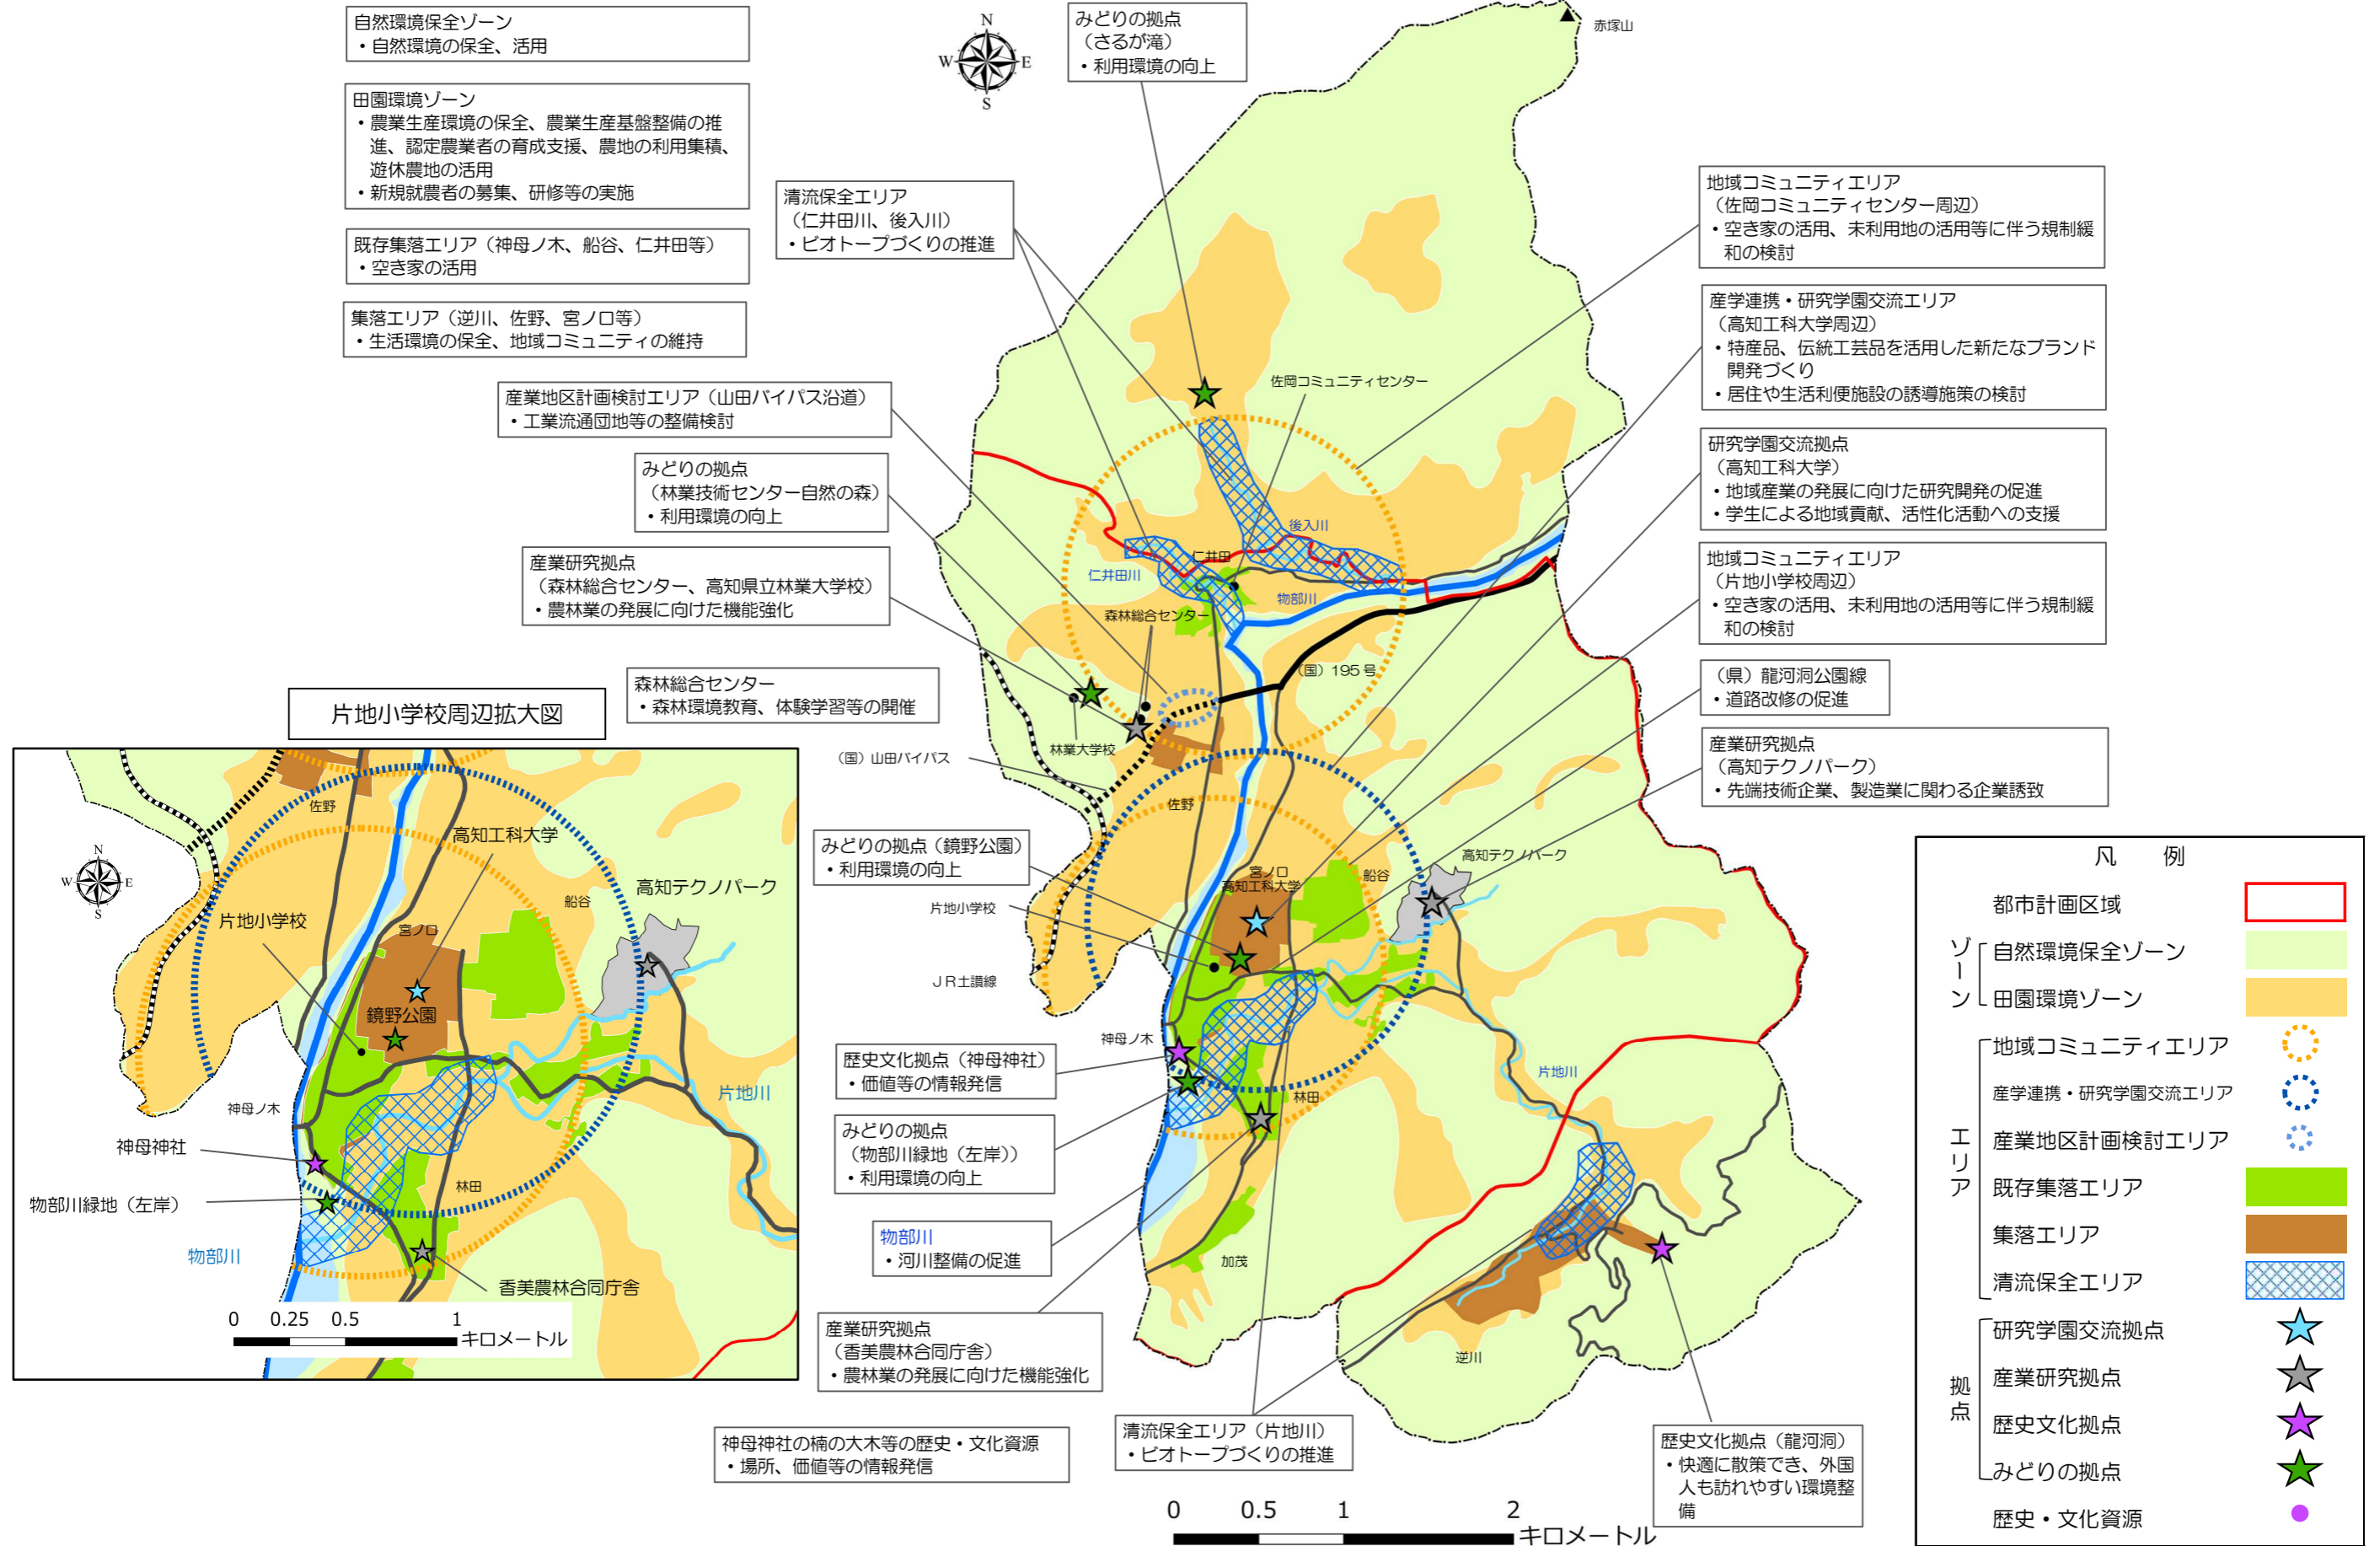 自然環境保全ゾーン
・自然環境の保全、活用
田園環境ゾーン
・農業生産環境の保全、農業生産基盤整備の推
進、認定農業者の育成支援、農地の利用集積、
遊休農地の活用
・新規就農者の募集、研修等の実施
既存集落エリア（神母ノ木、船谷、仁井田等）
・空き家の活用
集落エリア（逆川、佐野、宮ノ口等）
・生活環境の保全、地域コミュニティの維持
産業地区計画検討エリア（山田バイパス沿道）
・工業流通団地等の整備検討
みどりの拠点
（林業技術センター自然の森）
・利用環境の向上
産業研究拠点
（森林総合センター、高知県立林業大学校）
・農林業の発展に向けた機能強化
森林総合センター
・森林環境教育、体験学習等の開催
清流保全エリア
（仁井田川、後入川）
・ビオトープづくりの推進
みどりの拠点
（さるが滝）
・利用環境の向上
N
W
E
S
赤塚山
佐岡コミュニティセンター
後入川
仁井田
仁井田川
物部川
森林総合センター
（国）195号
林業大学校
（国）山田バイパス
佐野
宮ノ口
高知工科大学
船谷
高知テクノパーク
片地小学校
JR土讃線
神母ノ木
林田
片地川
加茂
逆川
地域コミュニティエリア
（佐岡コミュニティセンター周辺）
・空き家の活用、未利用地の活用等に伴う規制緩
和の検討
産学連携・研究学園交流エリア
（高知工科大学周辺）
・特産品、伝統工芸品を活用した新たなブランド
開発づくり
・居住や生活利便施設の誘導施策の検討
研究学園交流拠点
（高知工科大学）
・地域産業の発展に向けた研究開発の促進
・学生による地域貢献、活性化活動への支援
地域コミュニティエリア
（片地小学校周辺）
・空き家の活用、未利用地の活用等に伴う規制緩
和の検討
（県）龍河洞公園線
・道路改修の促進
産業研究拠点
（高知テクノパーク）
・先端技術企業、製造業に関わる企業誘致
みどりの拠点（鏡野公園）
・利用環境の向上
歴史文化拠点（神母神社）
・価値等の情報発信
みどりの拠点
（物部川緑地（左岸））
・利用環境の向上
物部川
・河川整備の促進
産業研究拠点
（香美農林合同庁舎）
・農林業の発展に向けた機能強化
神母神社の楠の大木等の歴史・文化資源
・場所、価値等の情報発信
清流保全エリア（片地川）
・ビオトープづくりの推進
歴史文化拠点（龍河洞）
・快適に散策でき、外国
人も訪れやすい環境整
備
0 0.5 1 2
キロメートル
片地小学校周辺拡大図
N
W
E
S
佐野
高知工科大学
高知テクノパーク
船谷
片地小学校
宮ノ口
鏡野公園
片地川
神母ノ木
神母神社
林田
物部川緑地（左岸）
物部川
香美農林合同庁舎
0 0.25 0.5 1
キロメートル
凡 例
都市計画区域
ゾーン
自然環境保全ゾーン
田園環境ゾーン
エリア
地域コミュニティエリア
産学連携・研究学園交流エリア
産業地区計画検討エリア
既存集落エリア
集落エリア
清流保全エリア
拠点
研究学園交流拠点
産業研究拠点
歴史文化拠点
みどりの拠点
歴史・文化資源